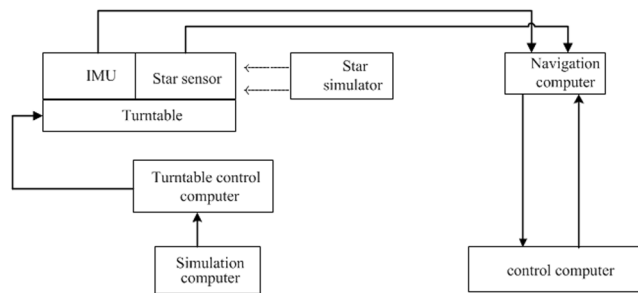 IMU
Star sensor
Turntable
Star
simulator
Navigation
computer
Turntable control
computer
Simulation
computer
control computer